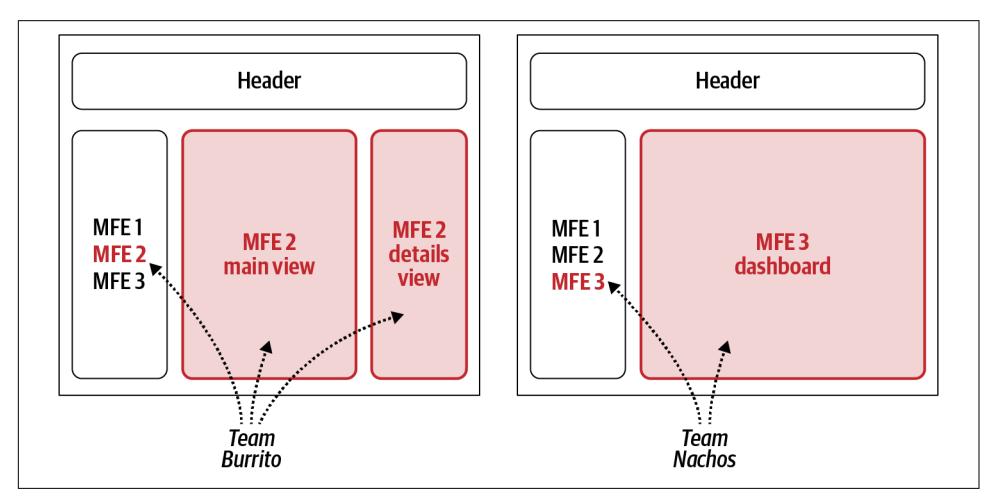 Header
MFE 1
MFE 2
MFE 3
MFE 2
main view
MFE 2
details
view
Team
Burrito
Header
MFE 1
MFE 2
MFE 3
MFE 3
dashboard
Team
Nachos